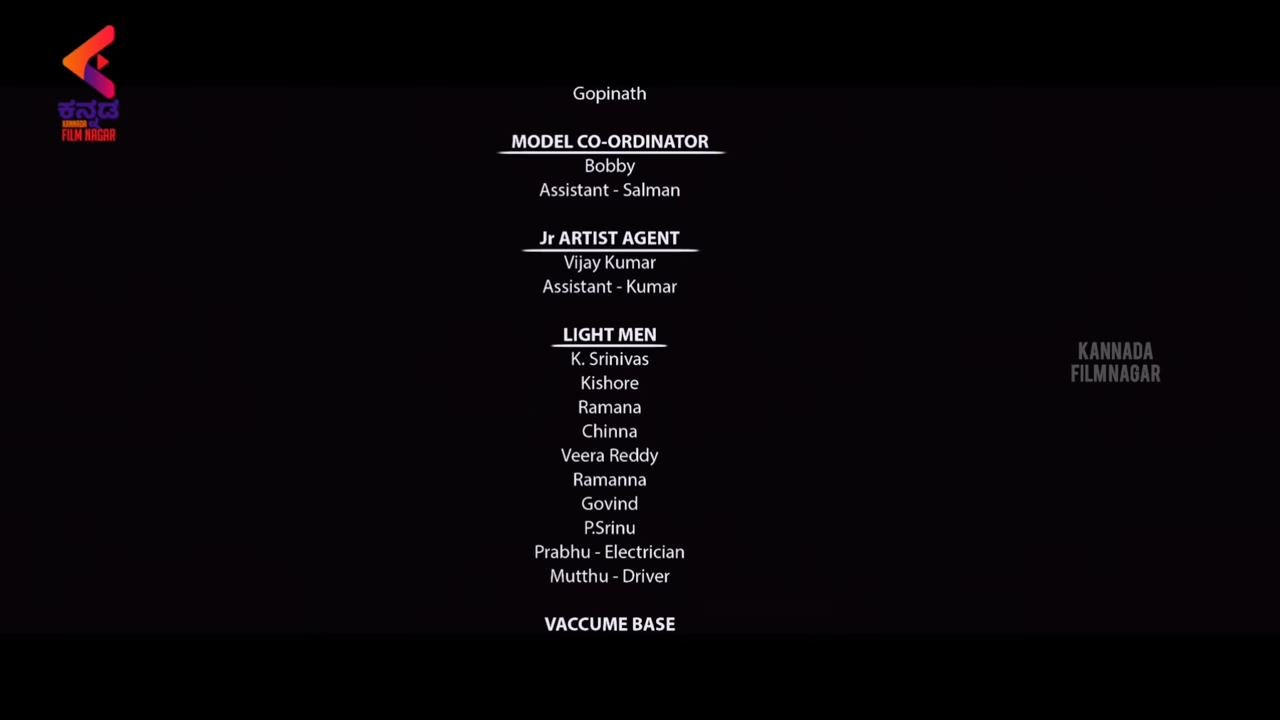 ಕನ್ನಡ
KANNADA
FILM NAGAR
Gopinath
MODEL CO-ORDINATOR
Bobby
Assistant - Salman
Jr ARTIST AGENT
Vijay Kumar
Assistant - Kumar
LIGHT MEN
K. Srinivas
Kishore
Ramana
Chinna
Veera Reddy
Ramanna
Govind
P.Srinu
Prabhu - Electrician
Mutthu - Driver
VACCUME BASE
KANNADA
FILMNAGAR